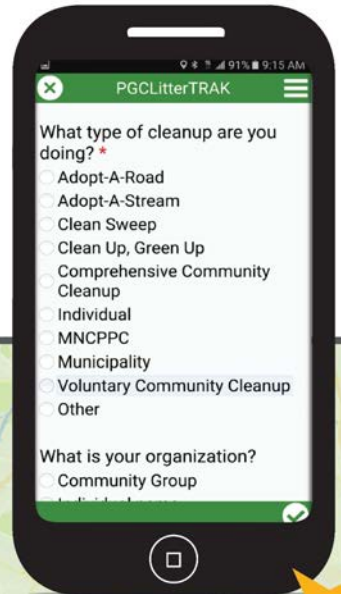 91% 9:15 AM
PGCLitterTRAK
What type of cleanup are you
doing? *
Adopt-A-Road
Adopt-A-Stream
Clean Sweep
Clean Up, Green Up
Comprehensive Community
Cleanup
Individual
MNCPPC
Municipality
Voluntary Community Cleanup
Other
What is your organization?
Community Group